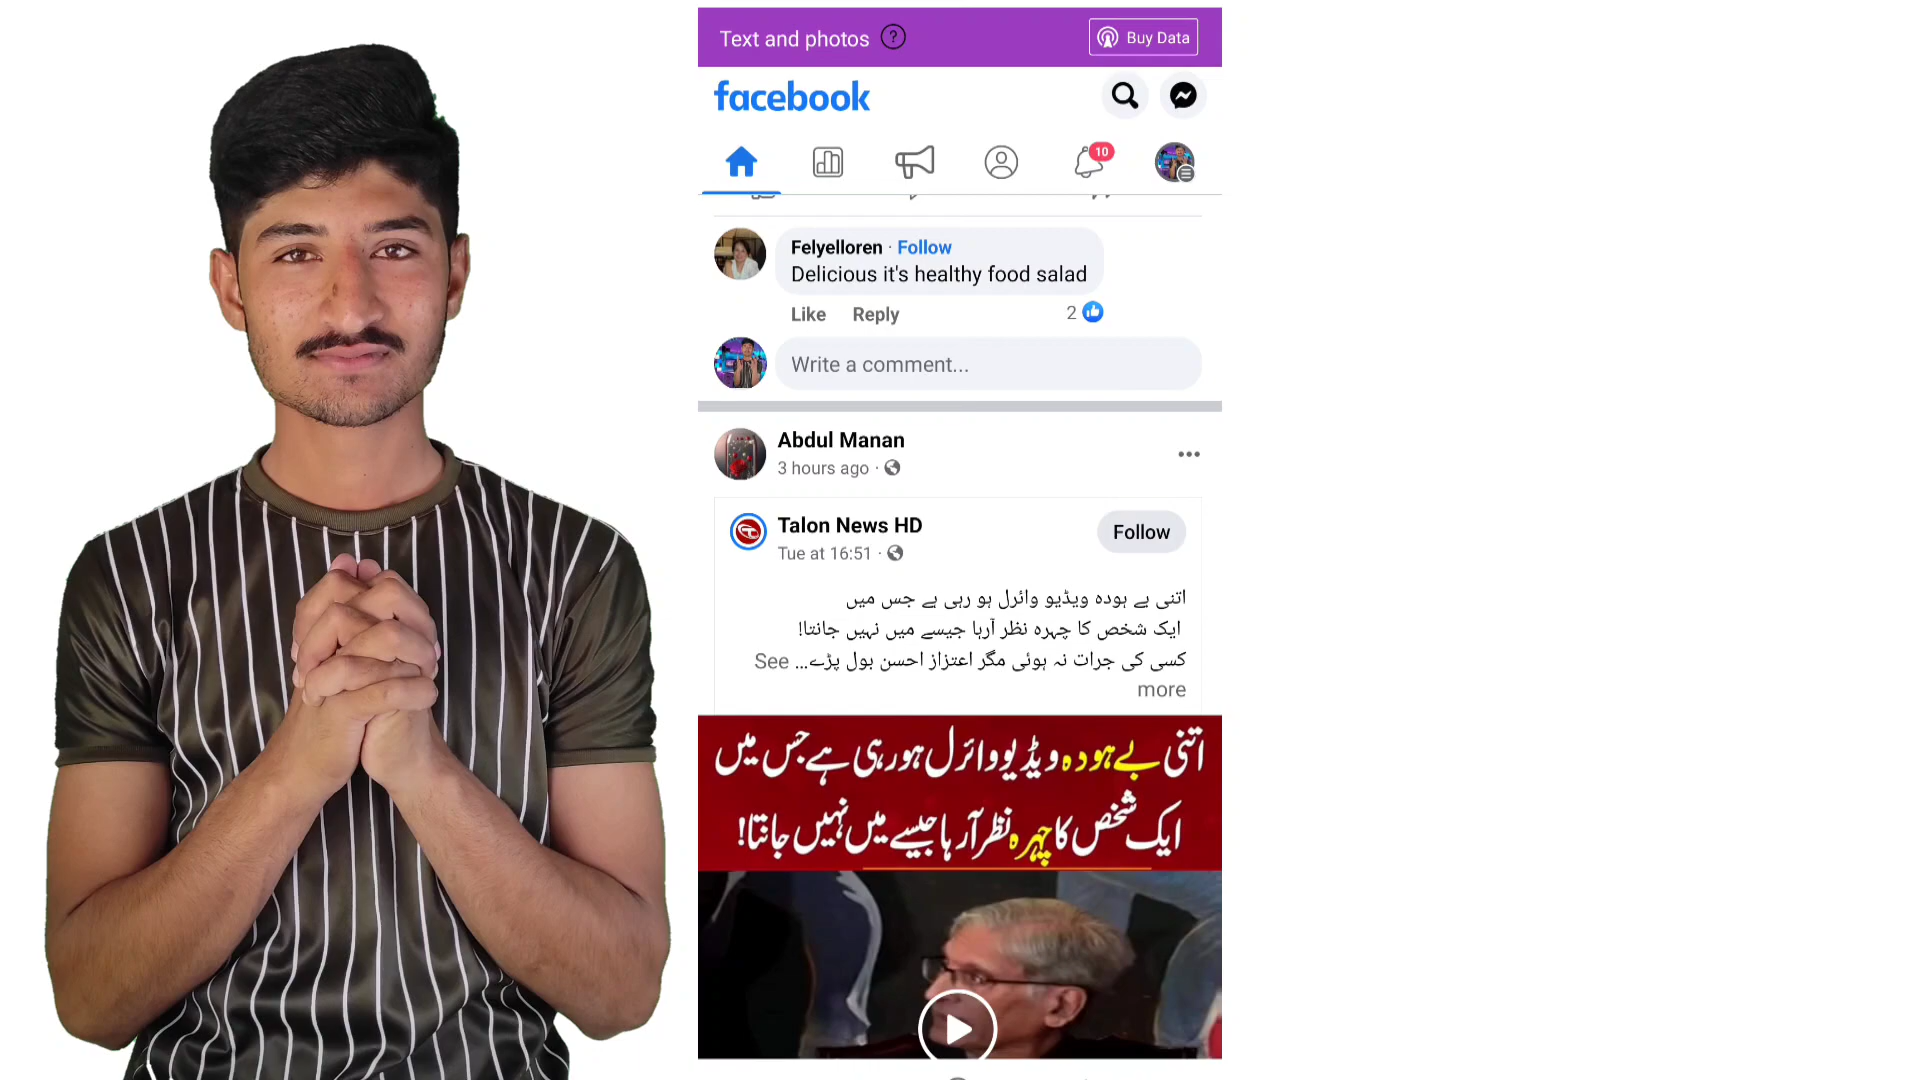 Text and photos ?
Buy Data
facebook
10
Felyelloren · Follow
Delicious it's healthy food salad
Like Reply 2
Write a comment...
Abdul Manan
3 hours ago ·
Talon News HD
Follow
Tue at 16:51 ·
اتنی بے ہودہ ویڈیو وائرل ہو رہی ہے جس میں
ایک شخص کا چہرہ نظر آرہا جیسے میں نہیں جانتا!
کسی کی جرات نہ ہوئی مگر اعتزاز احسن بول پڑے... See
more
اتنی بے ہودہ ویڈیو وائرل ہو رہی ہے جس میں
ایک شخص کا چہرہ نظر آرہا جیسے میں نہیں جانتا!